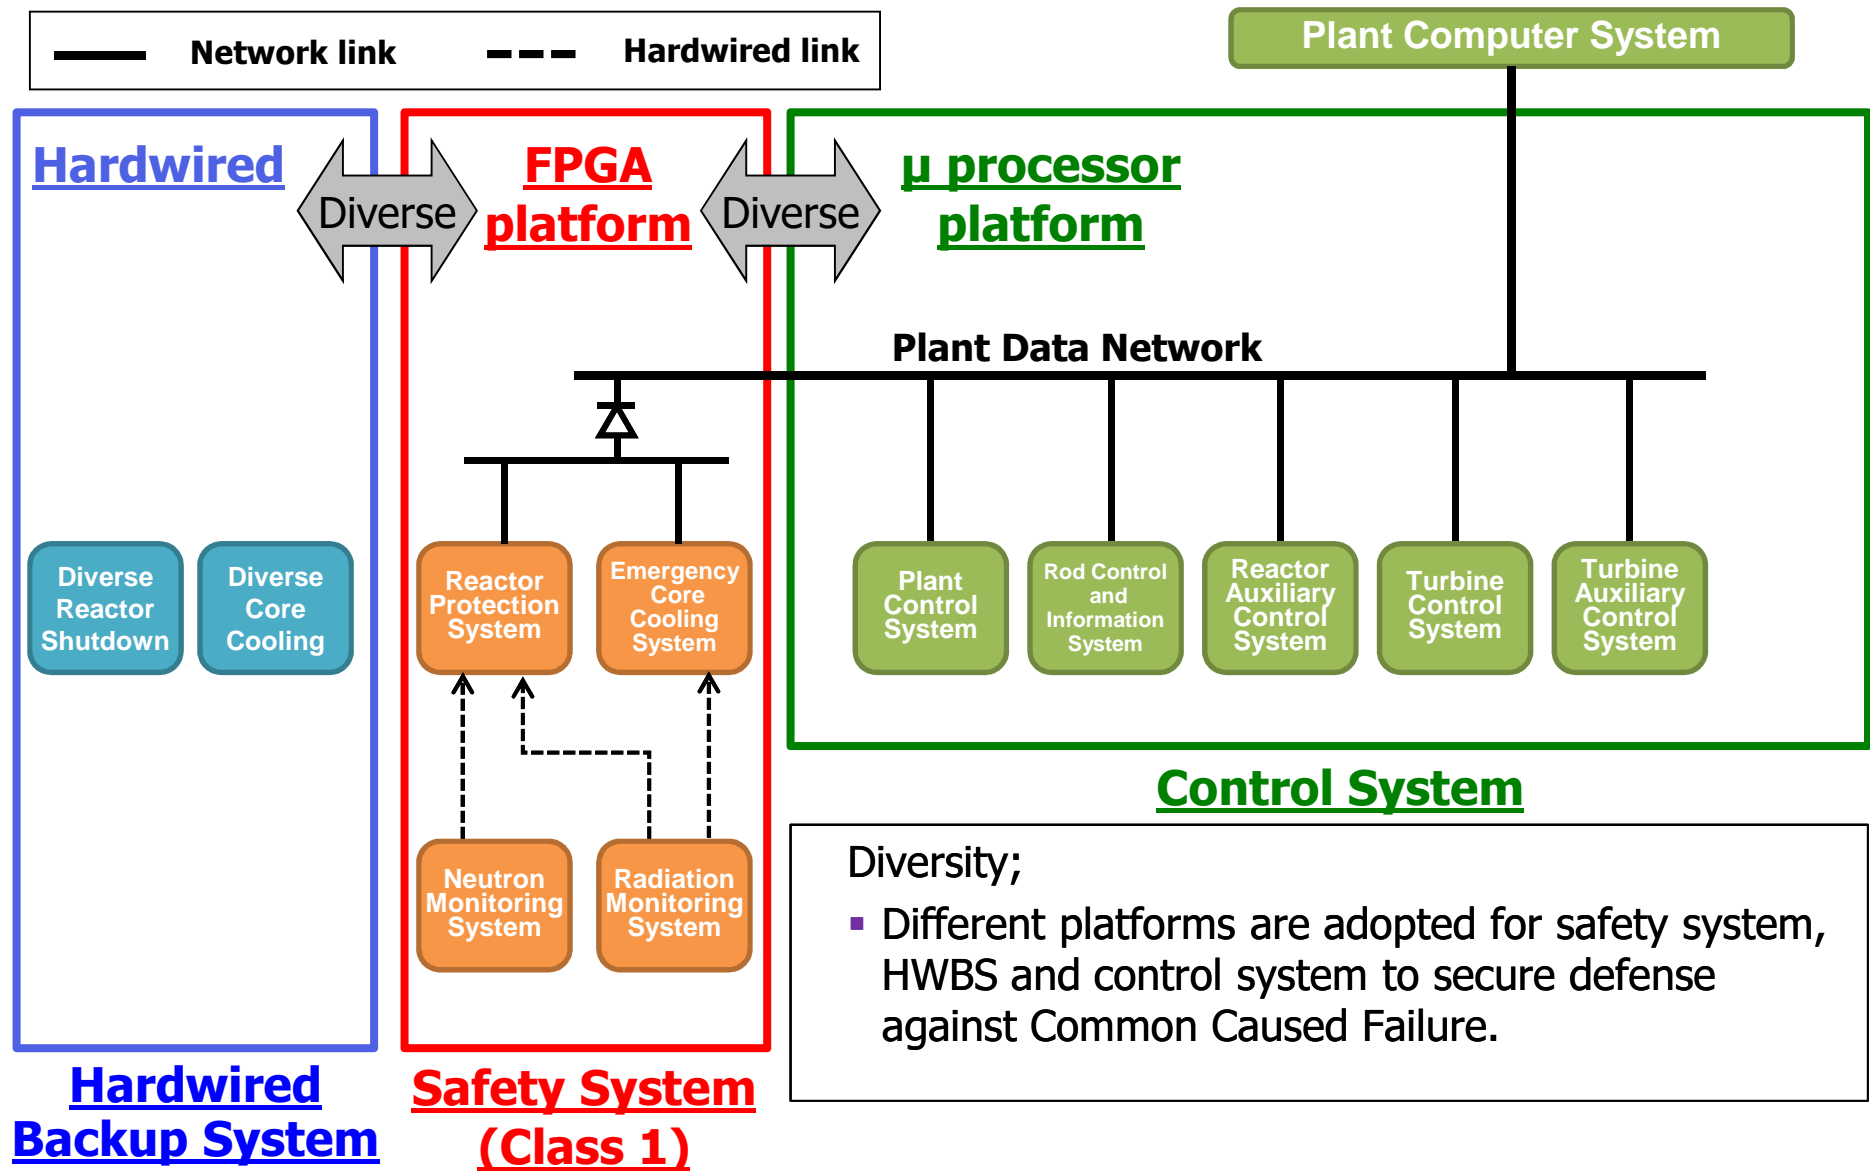 Network link
Hardwired link
Plant Computer System
Hardwired
Diverse
FPGA
platform
Diverse
µ processor
platform
Plant Data Network
Diverse
Reactor
Shutdown
Diverse
Core
Cooling
Reactor
Protection
System
Emergency
Core
Cooling
System
Plant
Control
System
Rod Control
and
Information
System
Reactor
Auxiliary
Control
System
Turbine
Control
System
Turbine
Auxiliary
Control
System
Neutron
Monitoring
System
Radiation
Monitoring
System
Control System
Diversity;
▪ Different platforms are adopted for safety system,
HWBS and control system to secure defense
against Common Caused Failure.
Hardwired
Backup System
Safety System
(Class 1)